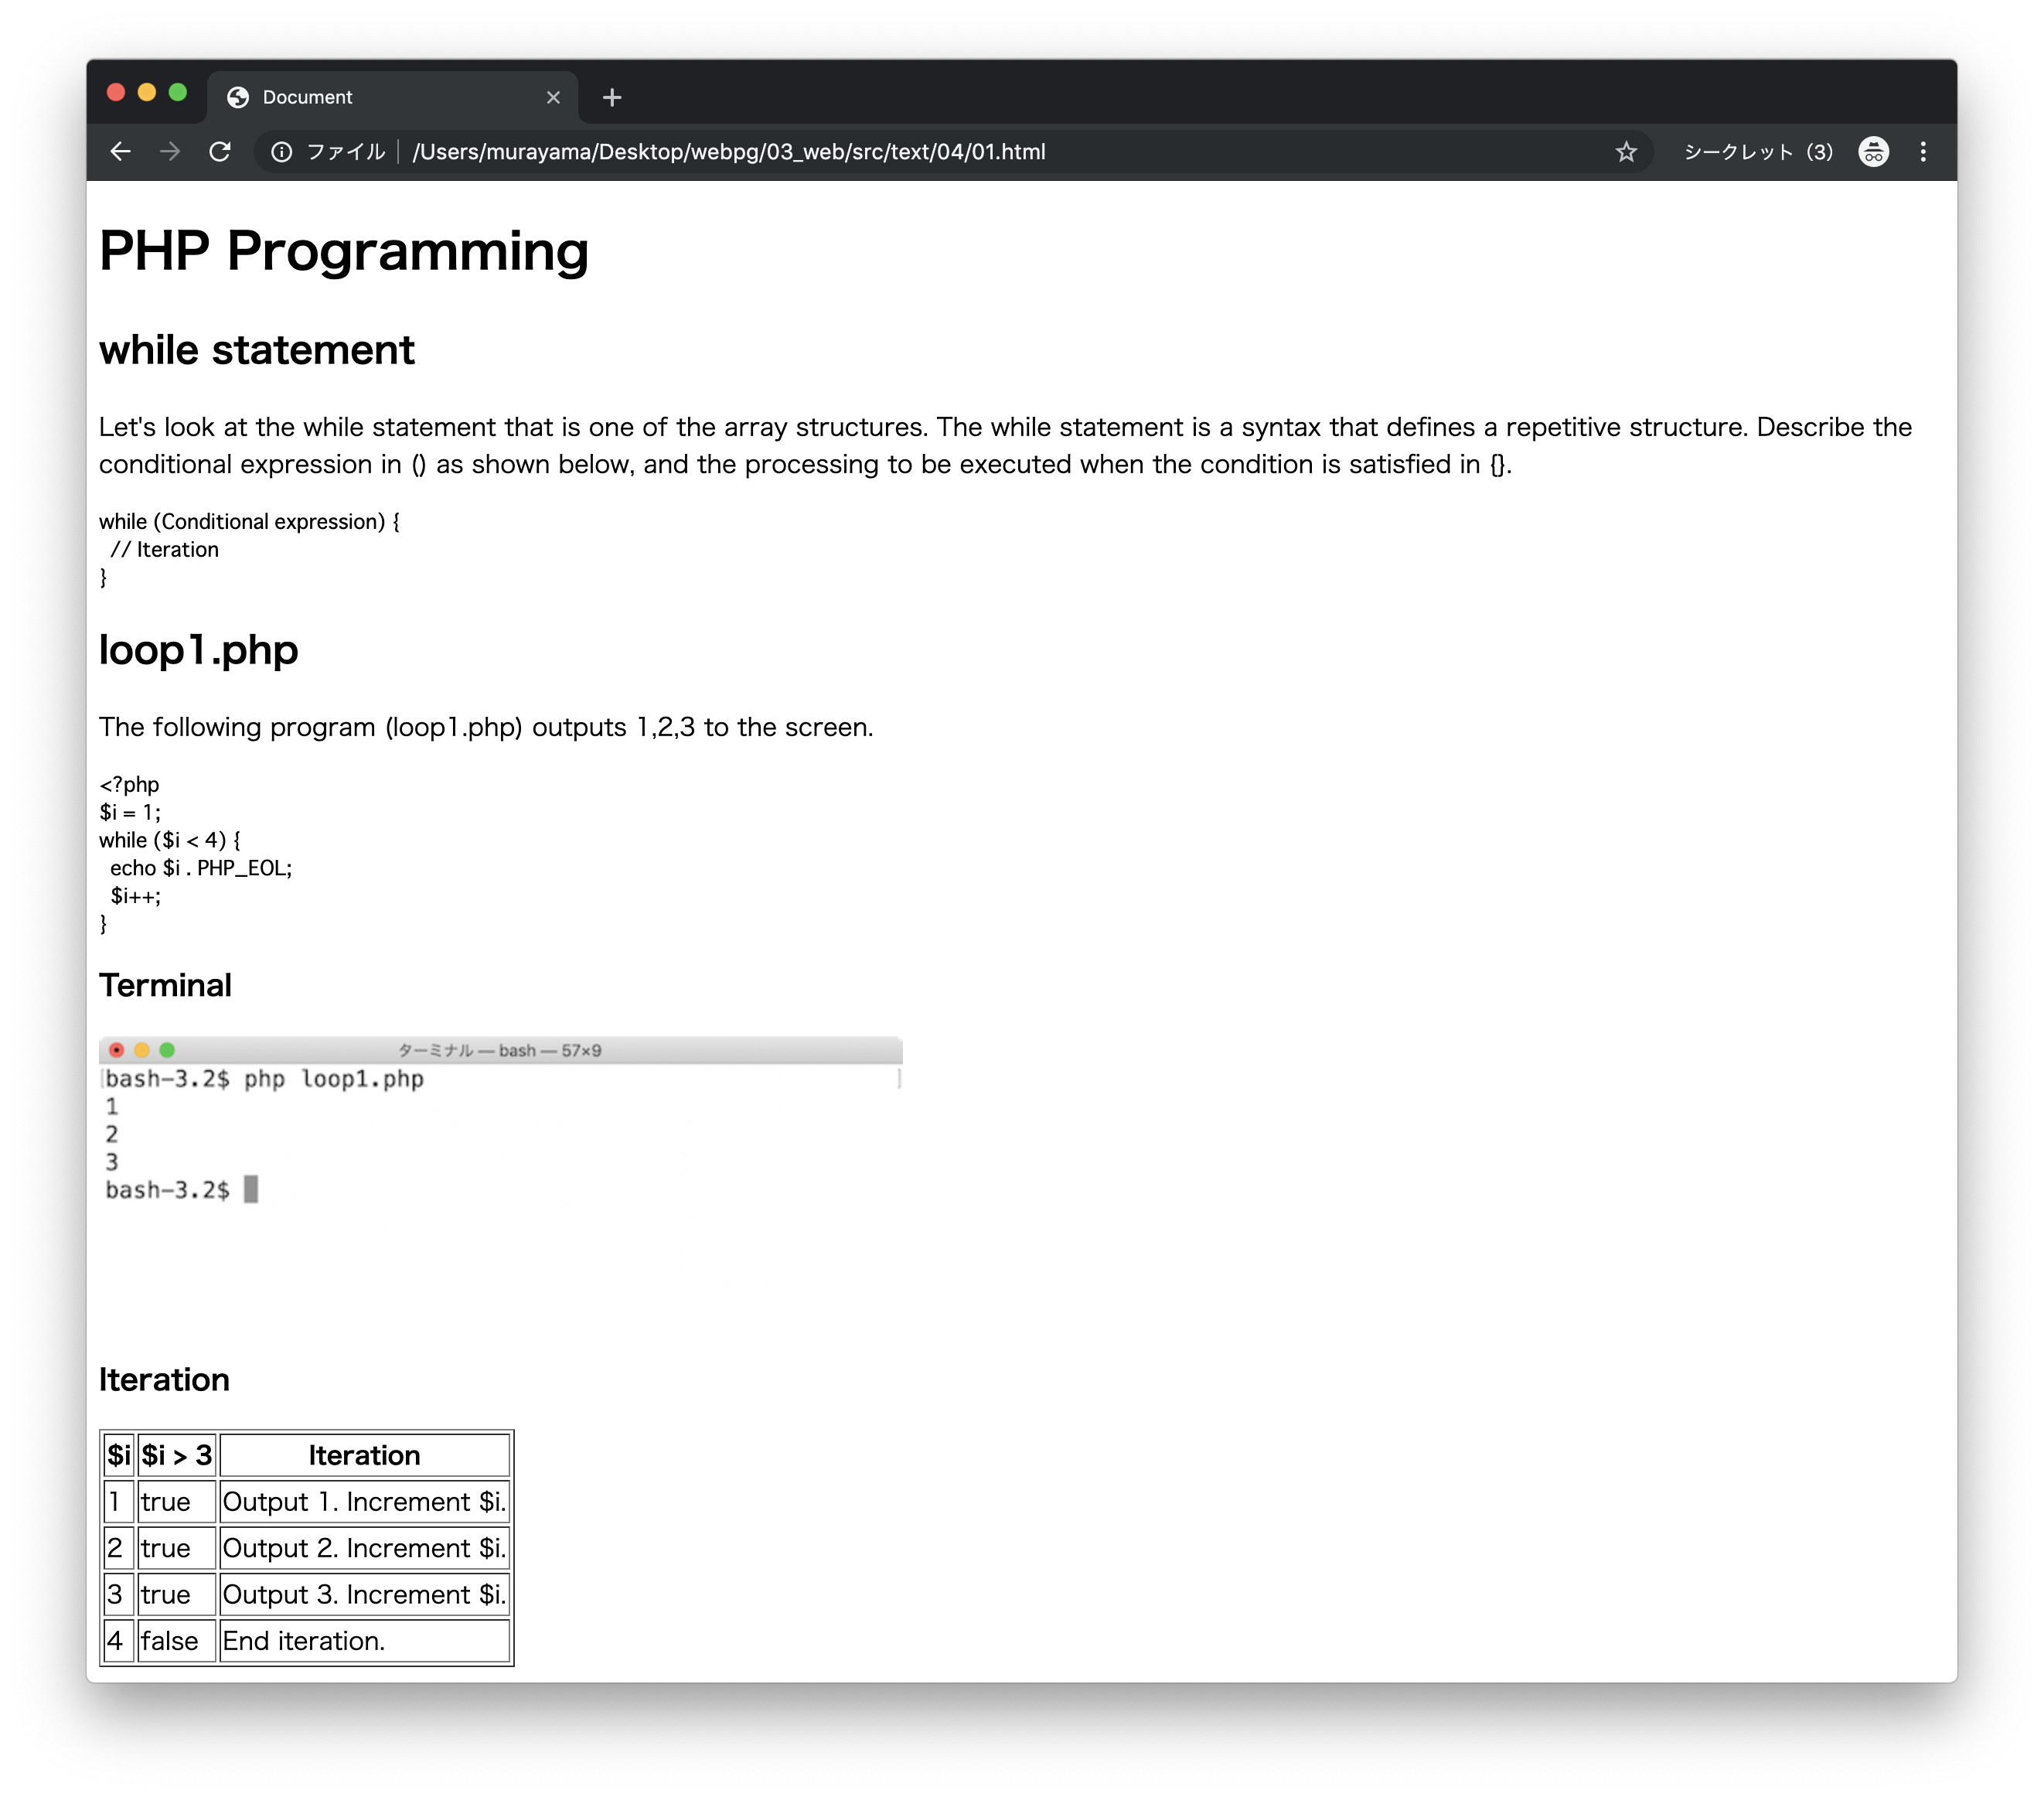 Document
ファイル /Users/murayama/Desktop/webpg/03_web/src/text/04/01.html シークレット（3）
PHP Programming
while statement
Let's look at the while statement that is one of the array structures. The while statement is a syntax that defines a repetitive structure. Describe the
conditional expression in () as shown below, and the processing to be executed when the condition is satisfied in {}.
while (Conditional expression) {
  // Iteration
}
loop1.php
The following program (loop1.php) outputs 1,2,3 to the screen.
<?php
$i = 1;
while ($i < 4) {
  echo $i . PHP_EOL;
  $i++;
}
Terminal
ターミナル — bash — 57×9
[bash-3.2$ php loop1.php ]
1
2
3
bash-3.2$
Iteration
$i $i > 3 Iteration
1 true Output 1. Increment $i.
2 true Output 2. Increment $i.
3 true Output 3. Increment $i.
4 false End iteration.